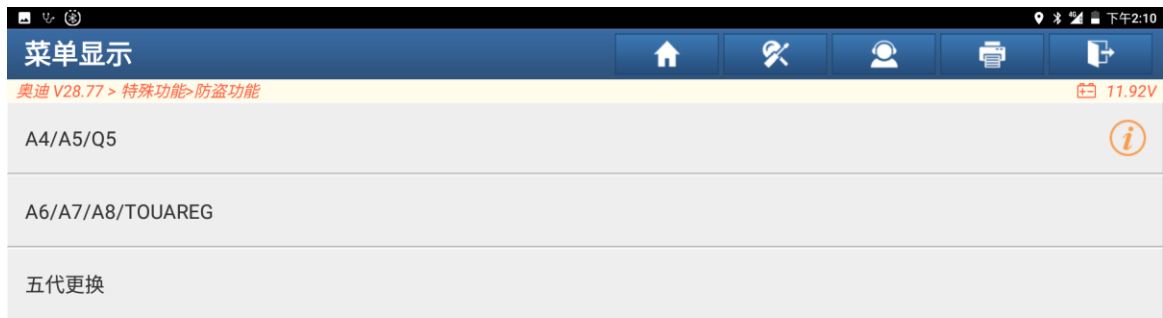 4G 下午2:10
菜单显示
奥迪 V28.77 > 特殊功能>防盗功能 11.92V
A4/A5/Q5
A6/A7/A8/TOUAREG
五代更换